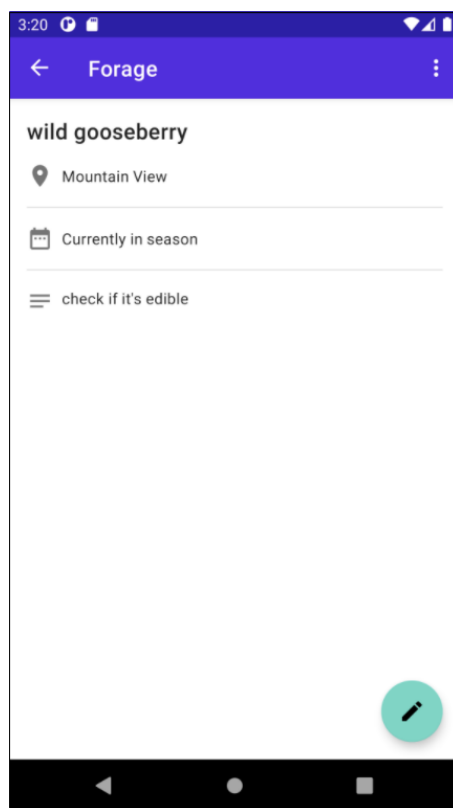 3:20
Forage
wild gooseberry
Mountain View
Currently in season
check if it's edible